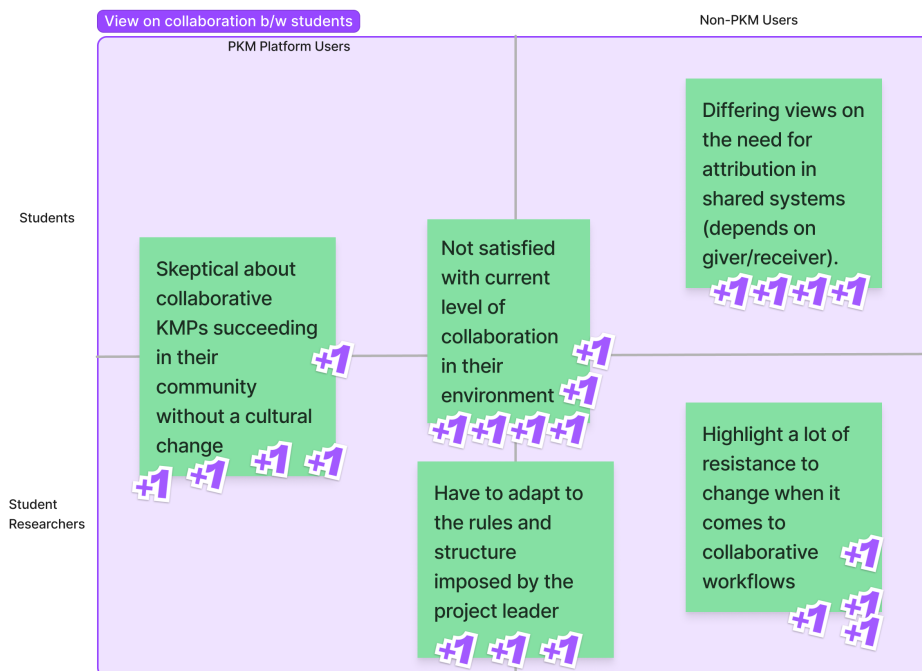 View on collaboration b/w students
Non-PKM Users
PKM Platform Users
Students
Differing views on
the need for
attribution in
shared systems
(depends on
giver/receiver).
+1 +1 +1 +1
Skeptical about
collaborative
KMPs succeeding
in their
community
without a cultural
change
+1
+1 +1 +1 +1
Not satisfied
with current
level of
collaboration
in their
environment
+1
+1
+1 +1 +1 +1
Student
Researchers
Have to adapt to
the rules and
structure
imposed by the
project leader
+1 +1 +1
Highlight a lot of
resistance to
change when it
comes to
collaborative
workflows
+1
+1
+1
+1